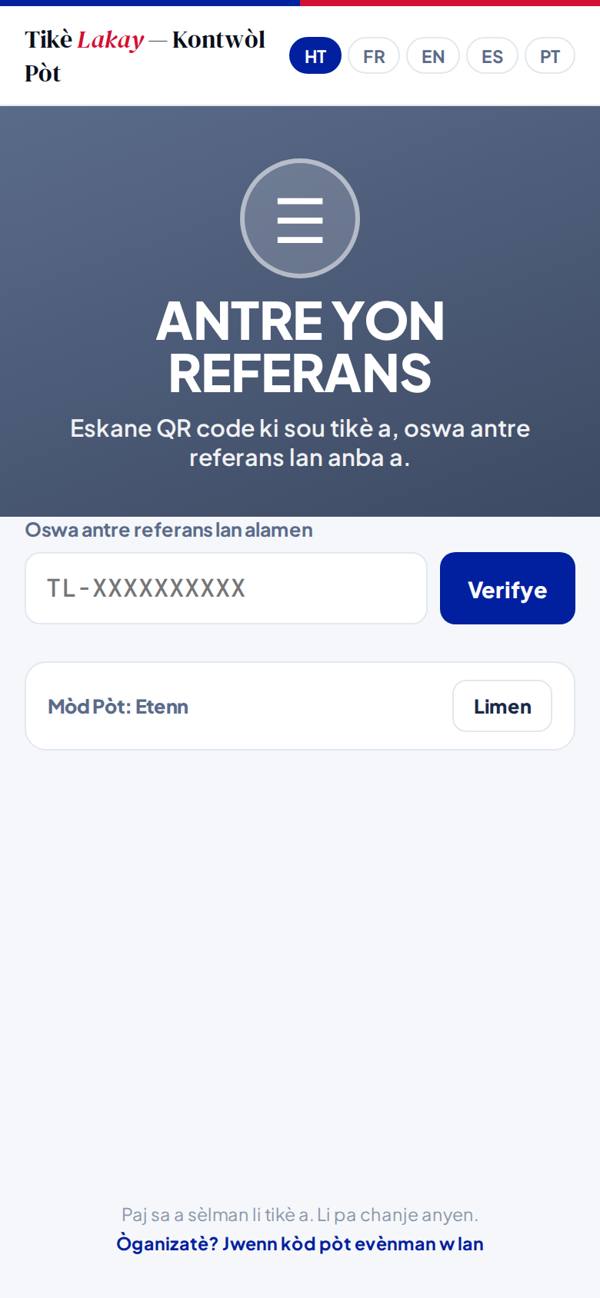 Tikè Lakay — Kontwòl
Pòt
HT FR EN ES PT
ANTRE YON
REFERANS
Eskane QR code ki sou tikè a, oswa antre
referans lan anba a.
Oswa antre referans lan alamen
TL-XXXXXXXXXX
Verifye
Mòd Pòt: Etenn
Limen
Paj sa a sèlman li tikè a. Li pa chanje anyen.
Òganizatè? Jwenn kòd pòt evènman w lan